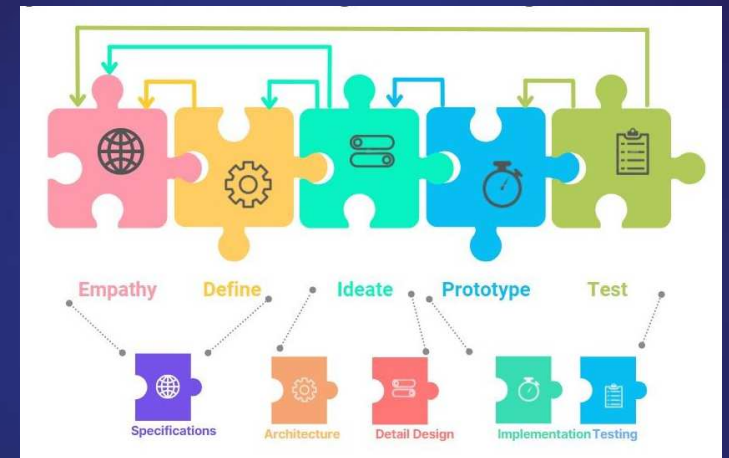 Empathy
Define
Ideate
Prototype
Test
Specifications
Architecture
Detail Design
Implementation
Testing